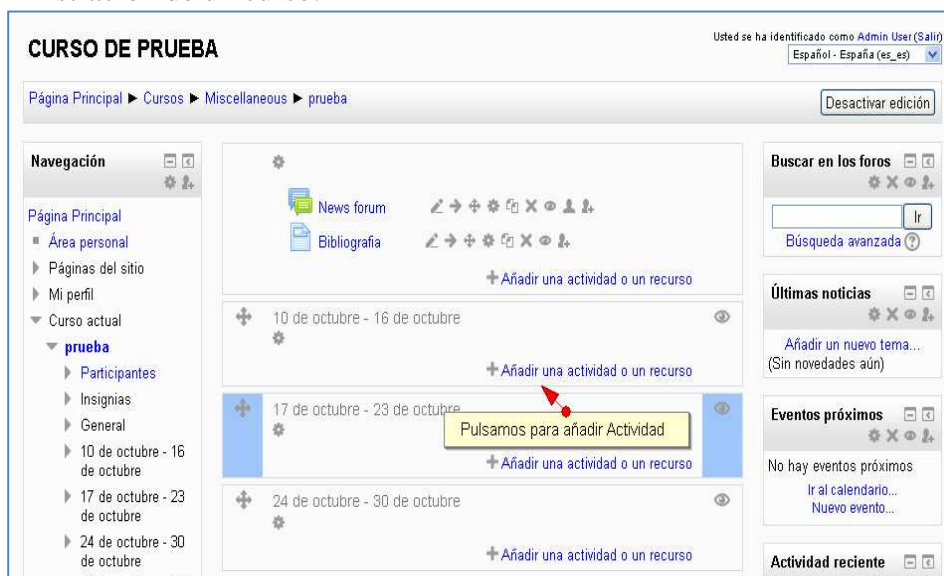 CURSO DE PRUEBA
Usted se ha identificado como Admin User (Salir)
Español - España (es_es)
Página Principal ► Cursos ► Miscellaneous ► prueba
Desactivar edición
Navegación
Página Principal
Área personal
Páginas del sitio
Mi perfil
Curso actual
prueba
Participantes
Insignias
General
10 de octubre - 16
de octubre
17 de octubre - 23
de octubre
24 de octubre - 30
de octubre
News forum
Bibliografia
Añadir una actividad o un recurso
10 de octubre - 16 de octubre
Añadir una actividad o un recurso
17 de octubre - 23 de octubre
Pulsamos para añadir Actividad
Añadir una actividad o un recurso
24 de octubre - 30 de octubre
Añadir una actividad o un recurso
Buscar en los foros
Ir
Búsqueda avanzada
Últimas noticias
Añadir un nuevo tema...
(Sin novedades aún)
Eventos próximos
No hay eventos próximos
Ir al calendario...
Nuevo evento...
Actividad reciente